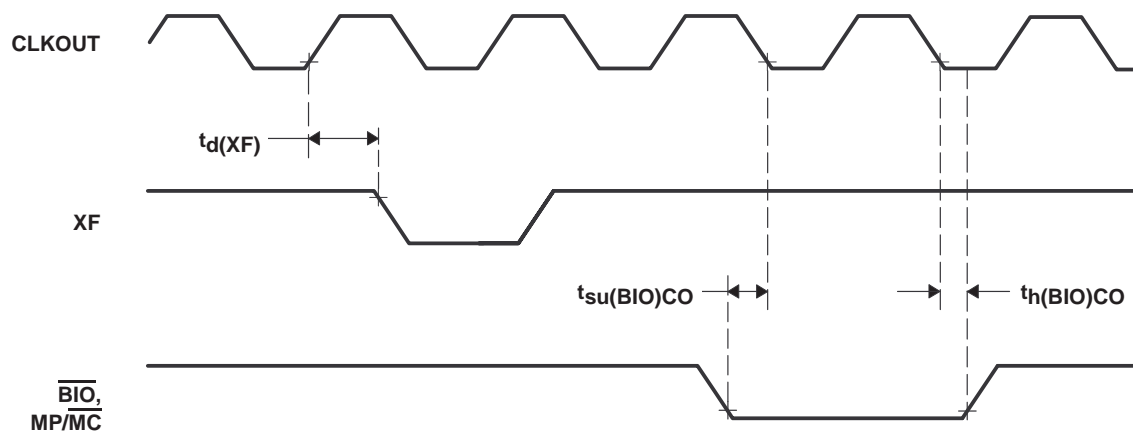 CLKOUT
td(XF)
XF
tsu(BIO)CO
th(BIO)CO
BIO,
MP/MC